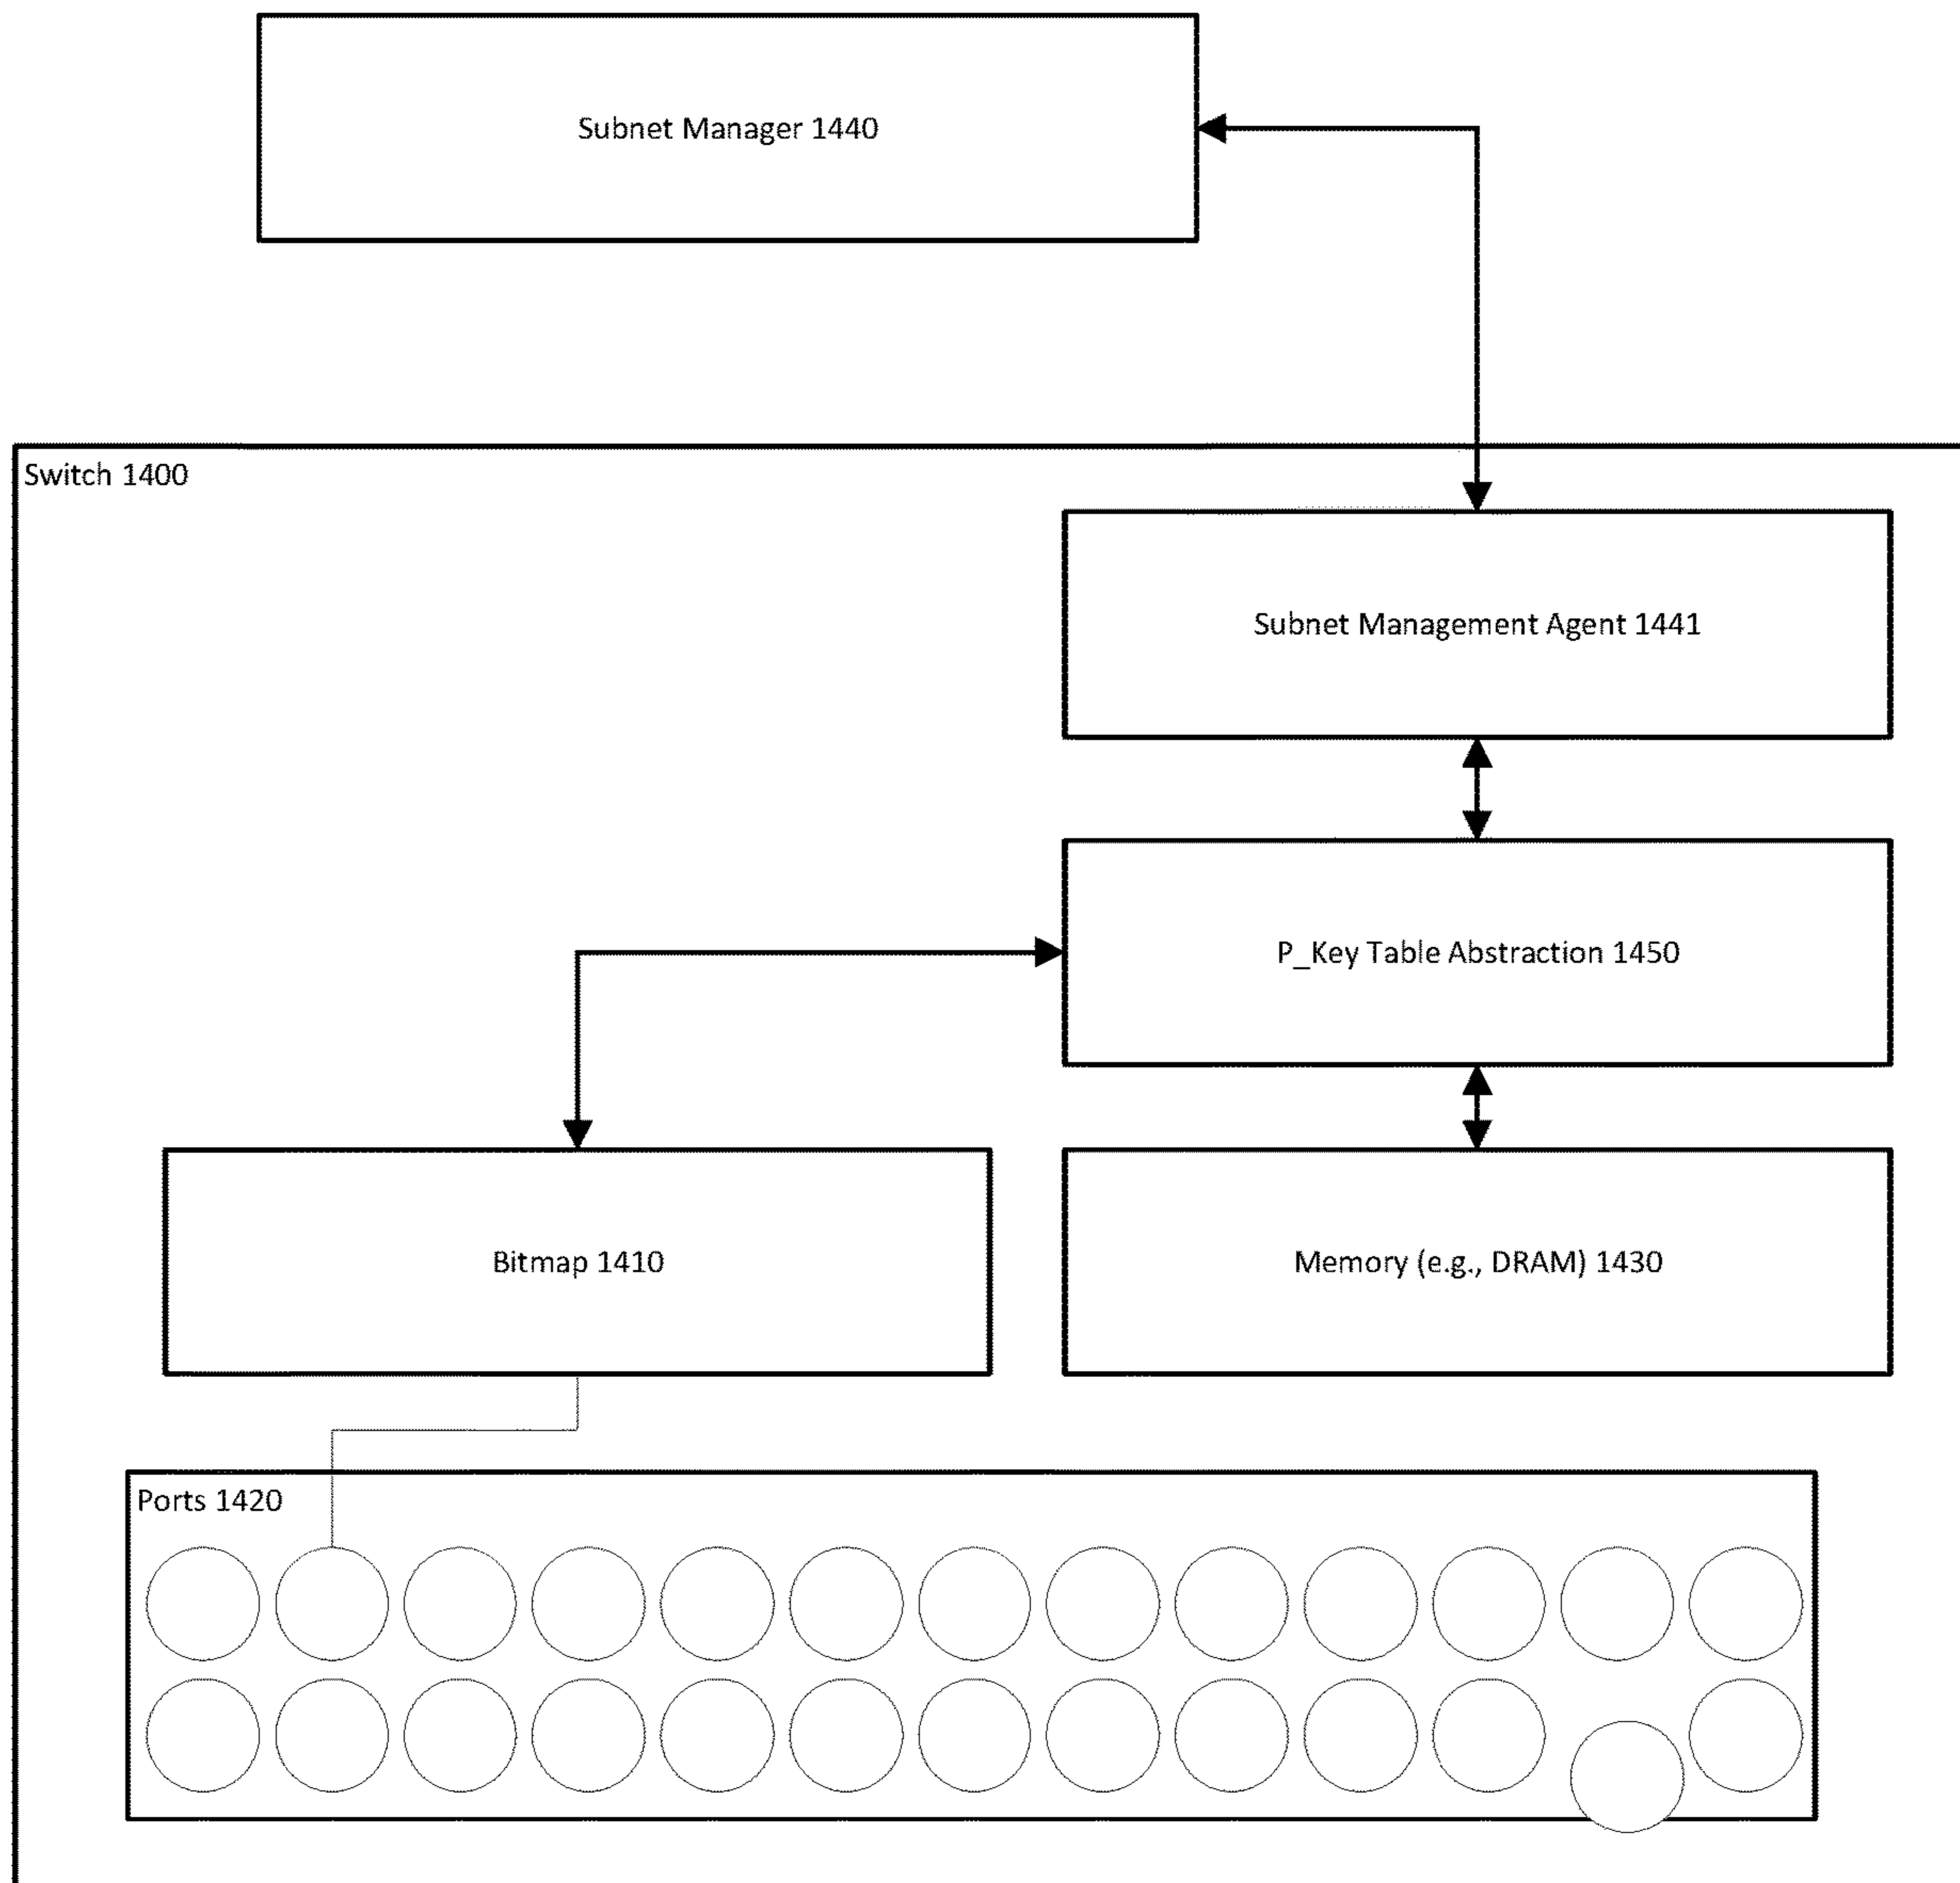 Subnet Manager 1440
Switch 1400
Subnet Management Agent 1441
P_Key Table Abstraction 1450
Bitmap 1410
Memory (e.g., DRAM) 1430
Ports 1420